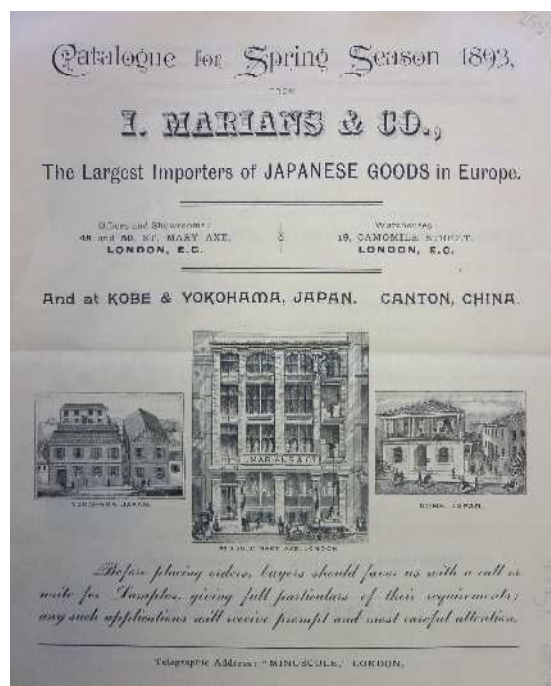 Catalogue for Spring Season 1893,
FROM
I. MARIANS & CO.,
The Largest Importers of JAPANESE GOODS in Europe.
Offices and Showrooms:
48 and 50, ST. MARY AXE,
LONDON, E.C.
&
Warehouses:
19, CAMOMILE STREET,
LONDON, E.C.
And at KOBE & YOKOHAMA, JAPAN. CANTON, CHINA.
I. MARIANS & CO
YOKOHAMA, JAPAN.
ST MARY AXE, LONDON
KOBE, JAPAN.
Before placing orders, buyers should favor us with a call or
write for Samples, giving full particulars of their requirements;
any such applications will receive prompt and most careful attention.
Telegraphic Address: "MINUSCULE," LONDON.